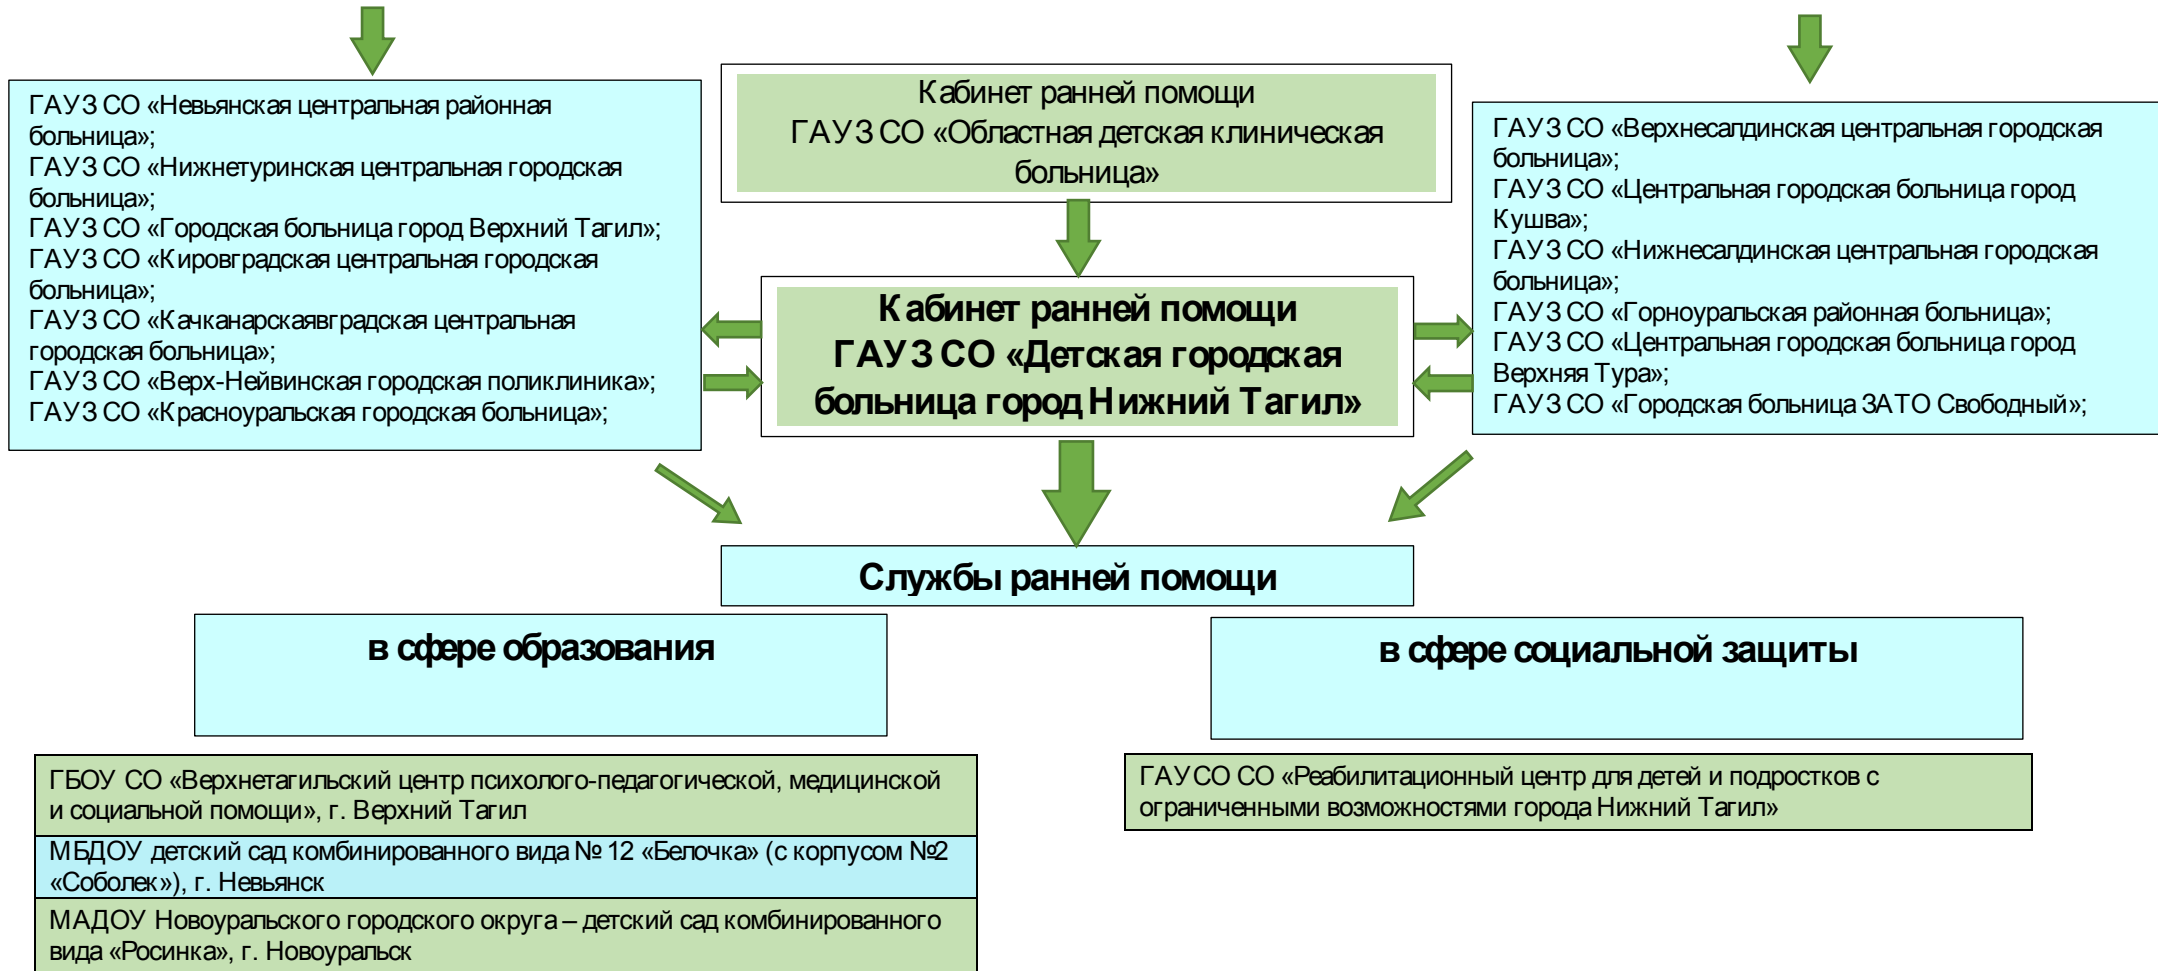 ГАУЗ СО «Невьянская центральная районная
больница»;
ГАУЗ СО «Нижнетуринская центральная городская
больница»;
ГАУЗ СО «Городская больница город Верхний Тагил»;
ГАУЗ СО «Кировградская центральная городская
больница»;
ГАУЗ СО «Качканарскаявградская центральная
городская больница»;
ГАУЗ СО «Верх-Нейвинская городская поликлиника»;
ГАУЗ СО «Красноуральская городская больница»;
Кабинет ранней помощи
ГАУЗ СО «Областная детская клиническая
больница»
Кабинет ранней помощи
ГАУЗ СО «Детская городская
больница город Нижний Тагил»
ГАУЗ СО «Верхнесалдинская центральная городская
больница»;
ГАУЗ СО «Центральная городская больница город
Кушва»;
ГАУЗ СО «Нижнесалдинская центральная городская
больница»;
ГАУЗ СО «Горноуральская районная больница»;
ГАУЗ СО «Центральная городская больница город
Верхняя Тура»;
ГАУЗ СО «Городская больница ЗАТО Свободный»;
Службы ранней помощи
в сфере образования
в сфере социальной защиты
ГБОУ СО «Верхнетагильский центр психолого-педагогической, медицинской
и социальной помощи», г. Верхний Тагил
МБДОУ детский сад комбинированного вида № 12 «Белочка» (с корпусом №2
«Соболек»), г. Невьянск
МАДОУ Новоуральского городского округа – детский сад комбинированного
вида «Росинка», г. Новоуральск
ГАУСО СО «Реабилитационный центр для детей и подростков с
ограниченными возможностями города Нижний Тагил»